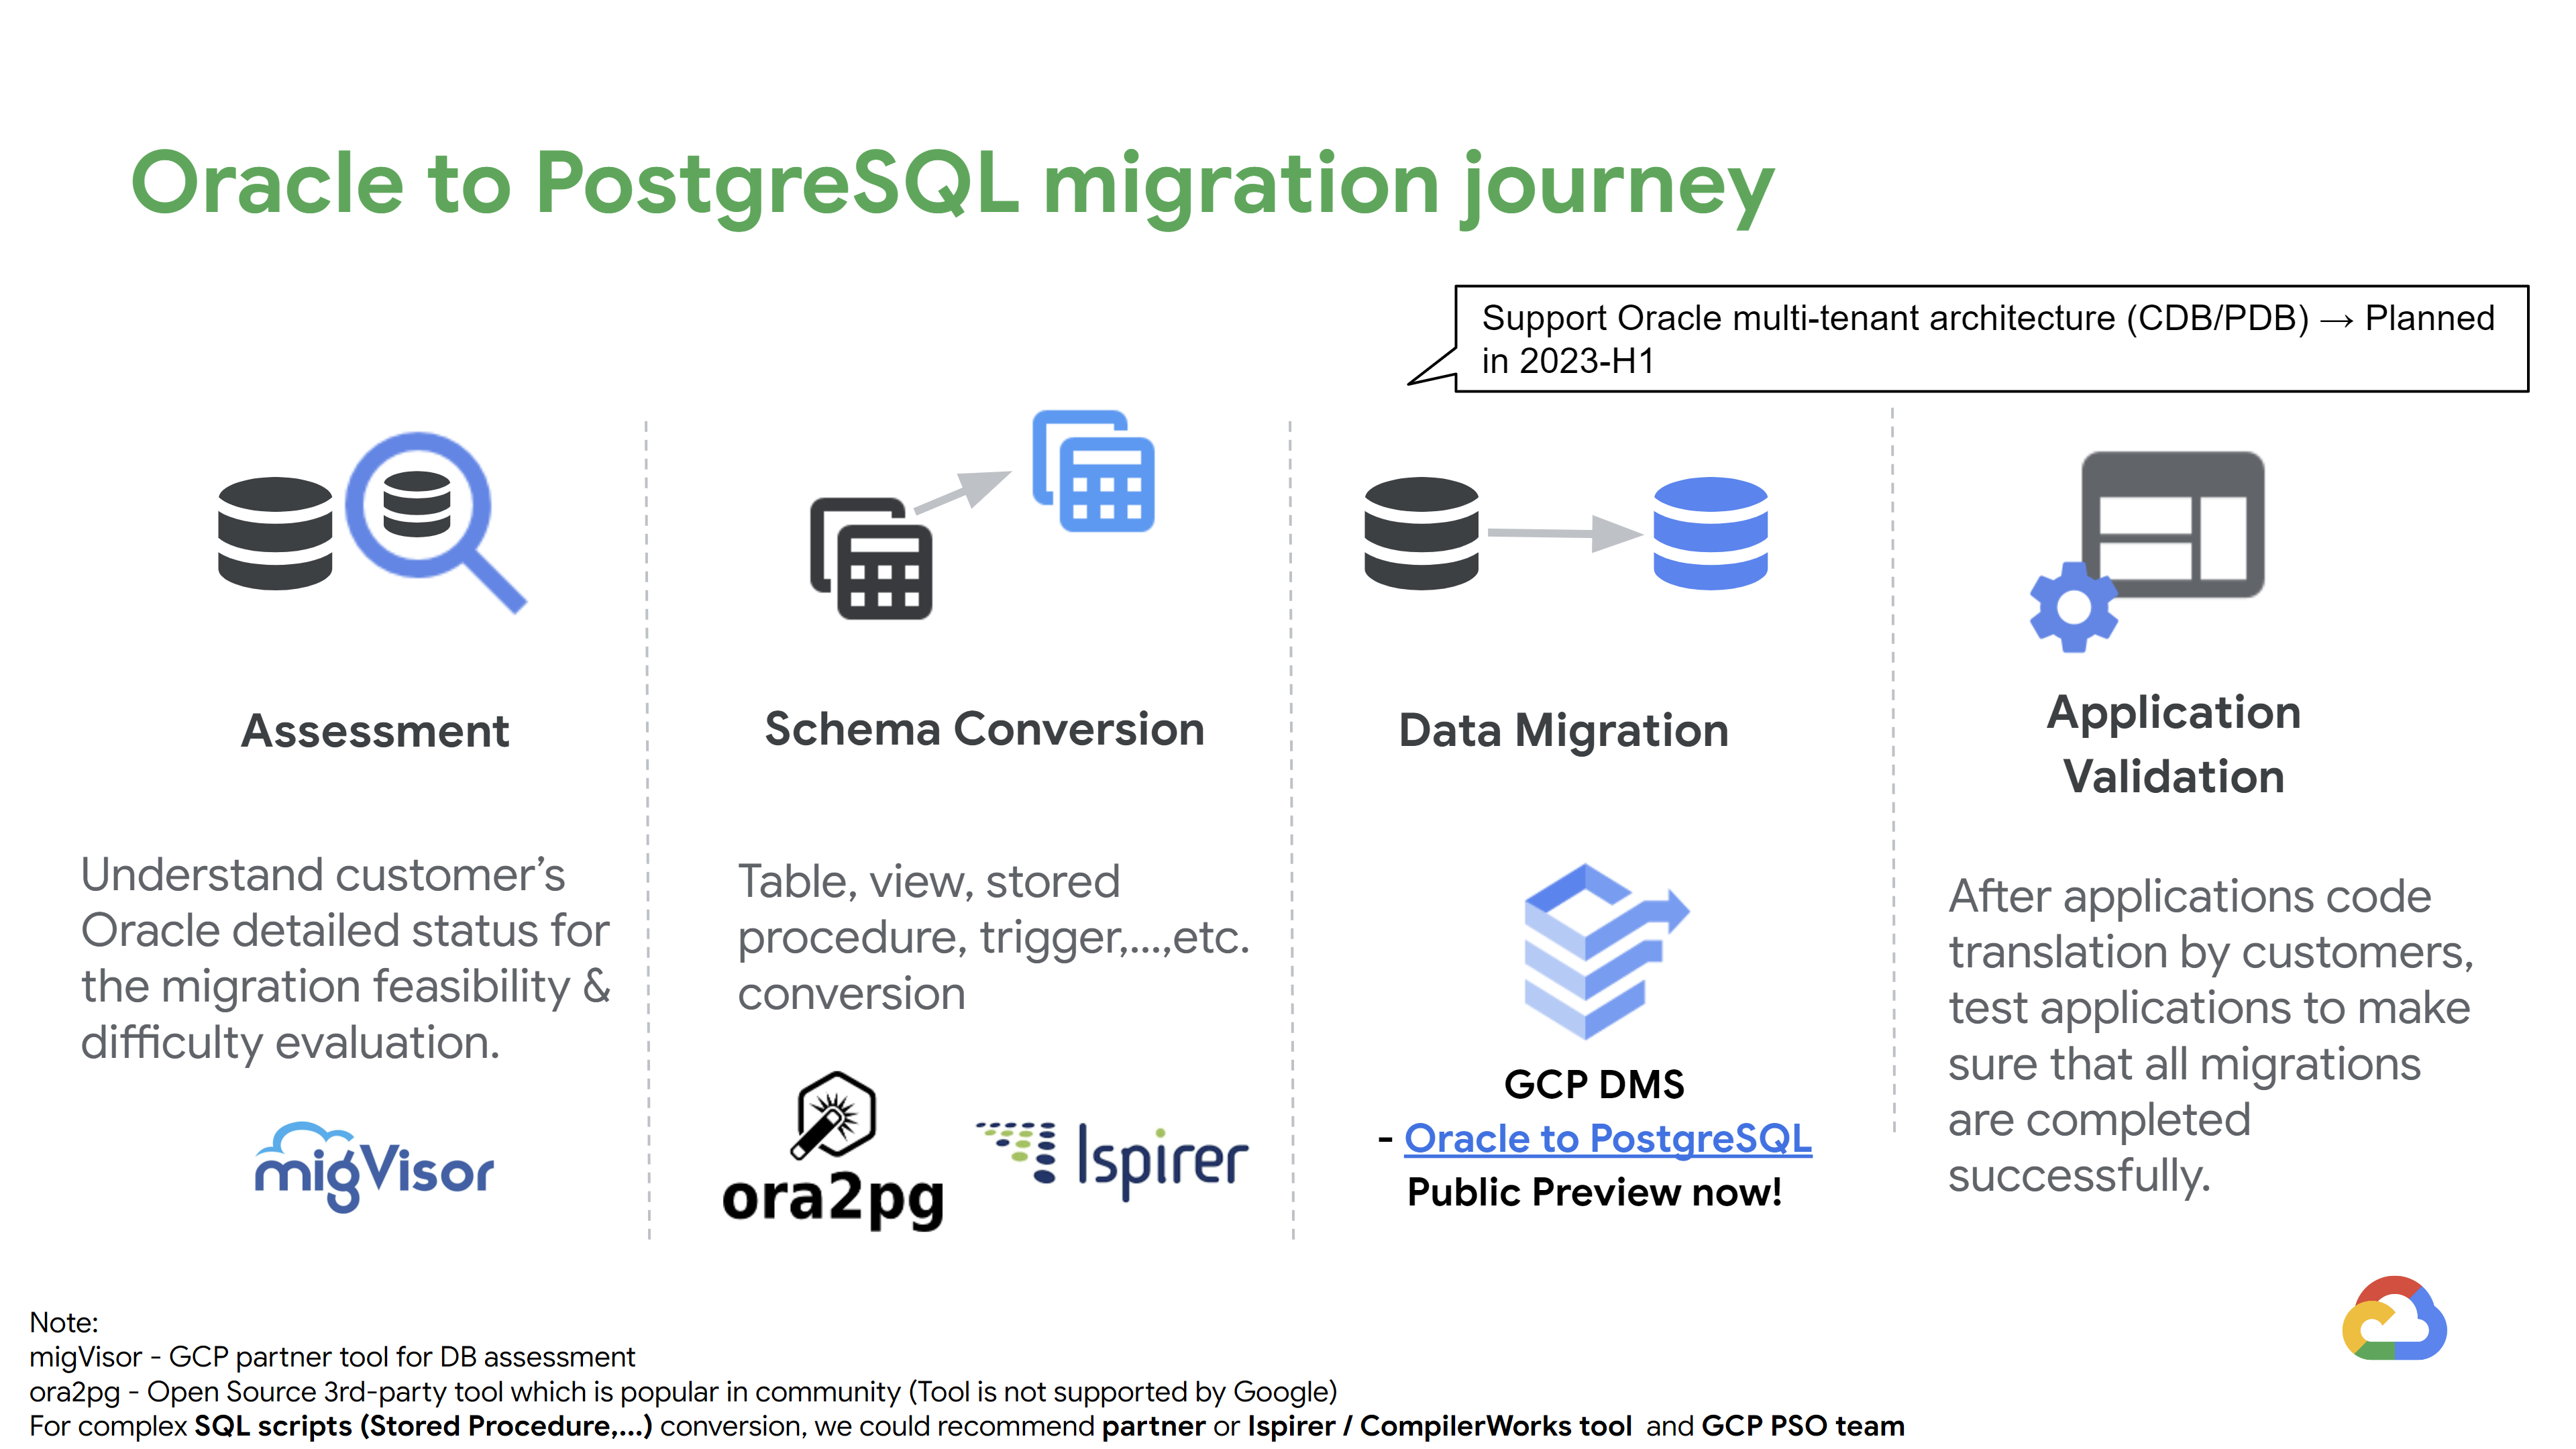 Oracle to PostgreSQL migration journey
Support Oracle multi-tenant architecture (CDB/PDB) → Planned
in 2023-H1
Assessment
Understand customer’s
Oracle detailed status for
the migration feasibility &
difficulty evaluation.
migVisor
Schema Conversion
Table, view, stored
procedure, trigger,...,etc.
conversion
ora2pg
Ispirer
Data Migration
GCP DMS
- Oracle to PostgreSQL
Public Preview now!
Application
Validation
After applications code
translation by customers,
test applications to make
sure that all migrations
are completed
successfully.
Note:
migVisor - GCP partner tool for DB assessment
ora2pg - Open Source 3rd-party tool which is popular in community (Tool is not supported by Google)
For complex SQL scripts (Stored Procedure,...) conversion, we could recommend partner or Ispirer / CompilerWorks tool and GCP PSO team